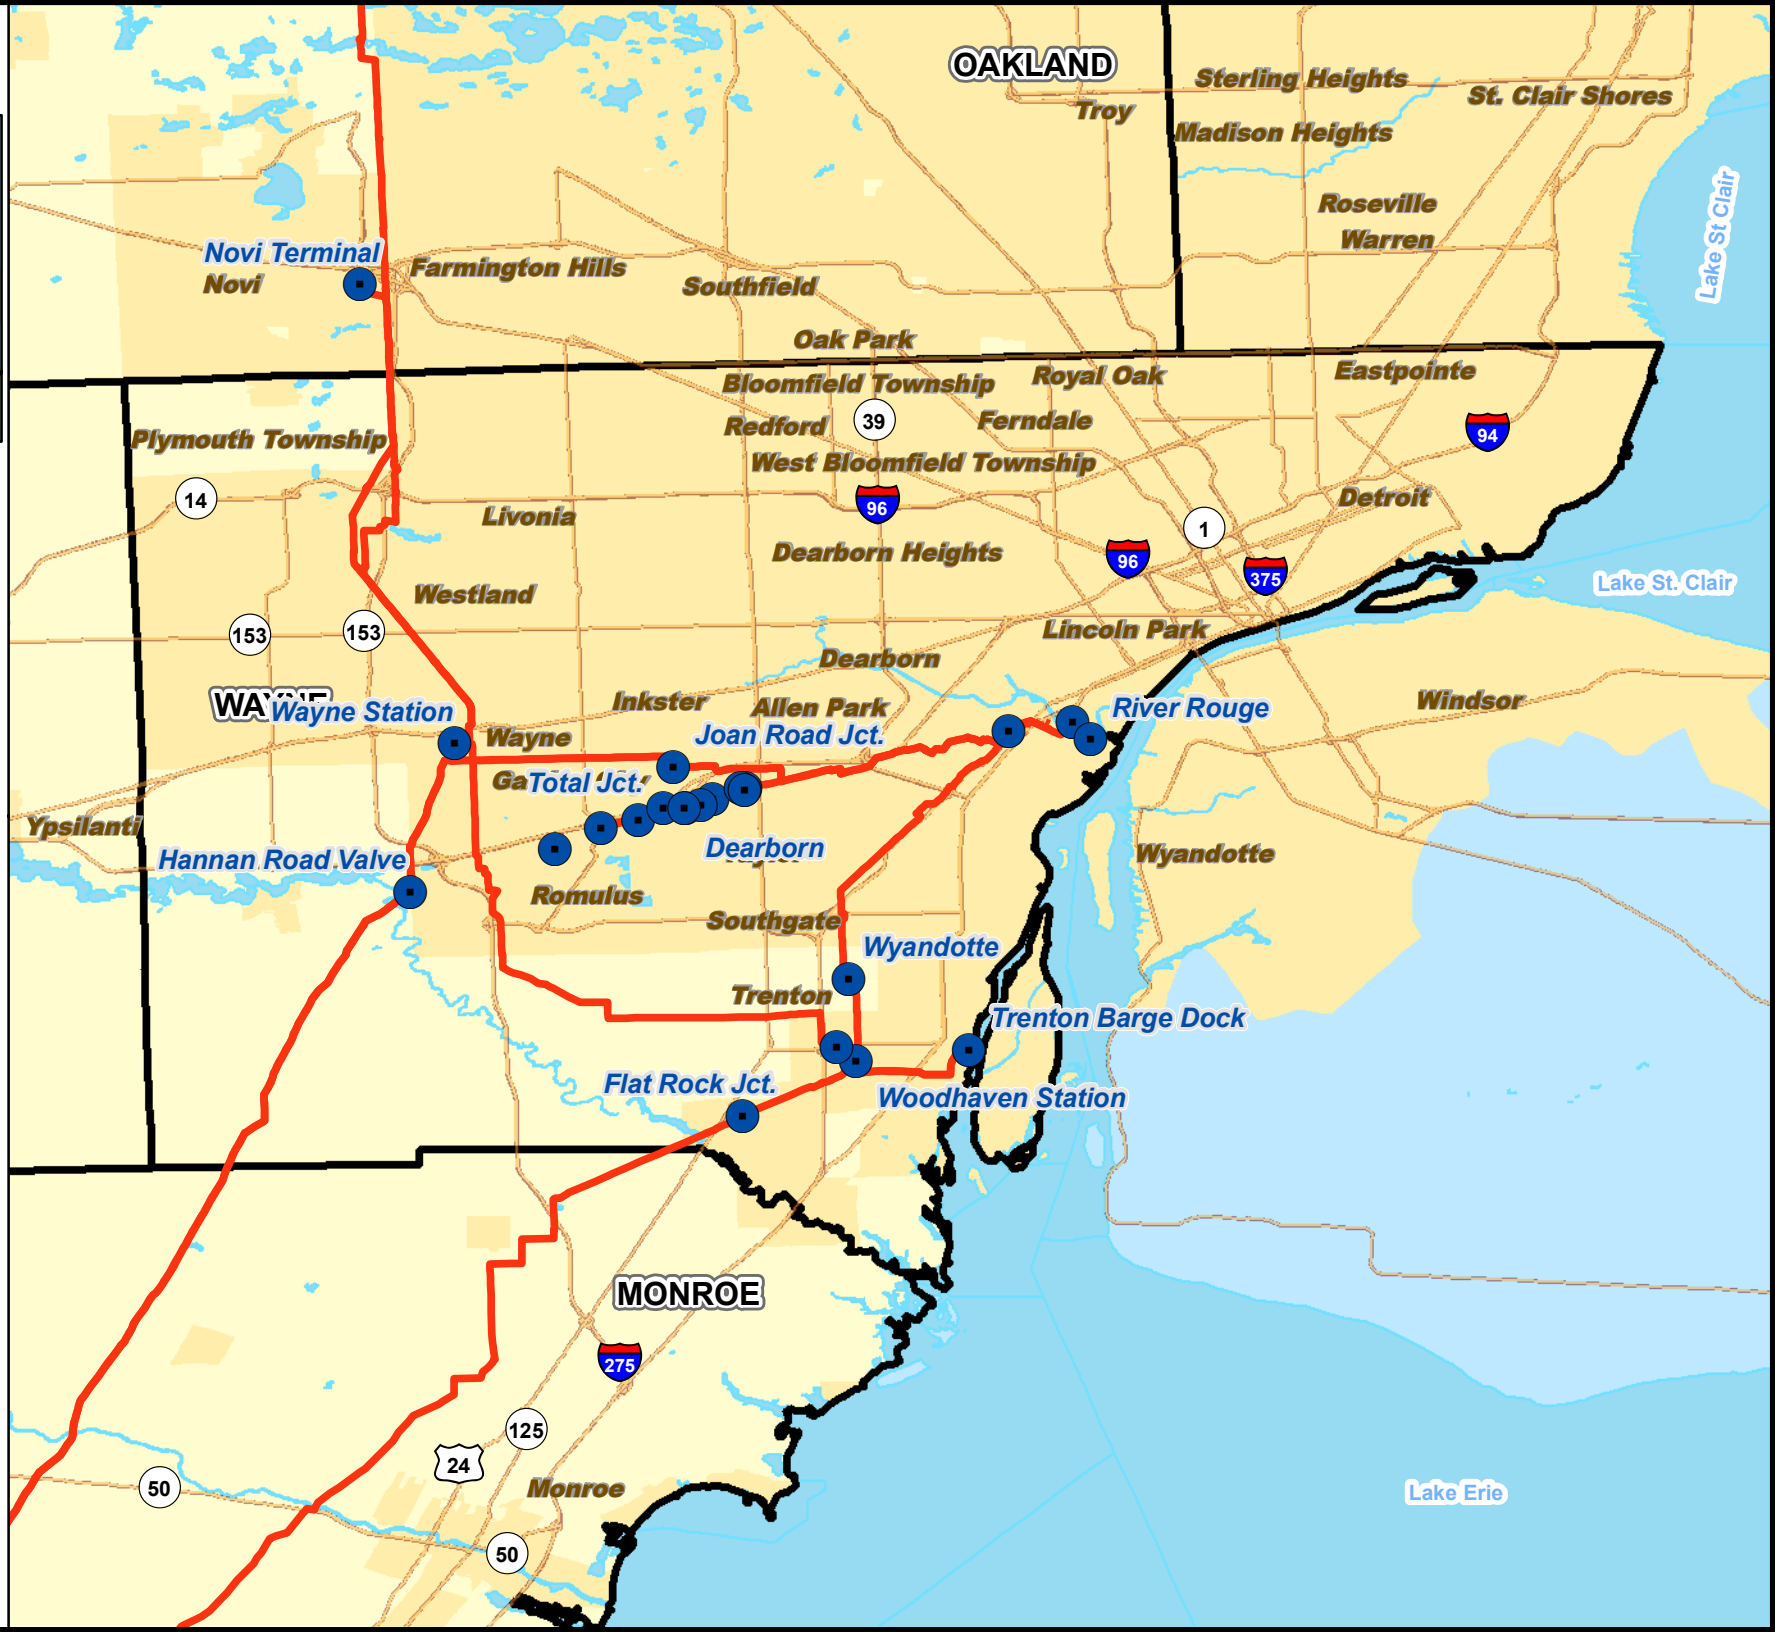 OAKLAND
Sterling Heights
St. Clair Shores
Troy
Madison Heights
Lake St Clair
Roseville
Warren
Novi Terminal
Farmington Hills
Novi
Southfield
Oak Park
Bloomfield Township
Royal Oak
Eastpointe
39
Redford
Ferndale
94
Plymouth Township
West Bloomfield Township
14
96
Detroit
Livonia
1
Dearborn Heights
96
375
Lake St. Clair
Westland
153
153
Lincoln Park
Dearborn
WAYNE
Wayne Station
Inkster
Allen Park
River Rouge
Windsor
Wayne
Joan Road Jct.
Total Jct.
Ypsilanti
Hannan Road Valve
Dearborn
Wyandotte
Romulus
Southgate
Wyandotte
Trenton
Trenton Barge Dock
Flat Rock Jct.
Woodhaven Station
MONROE
275
125
24
50
Monroe
Lake Erie
50